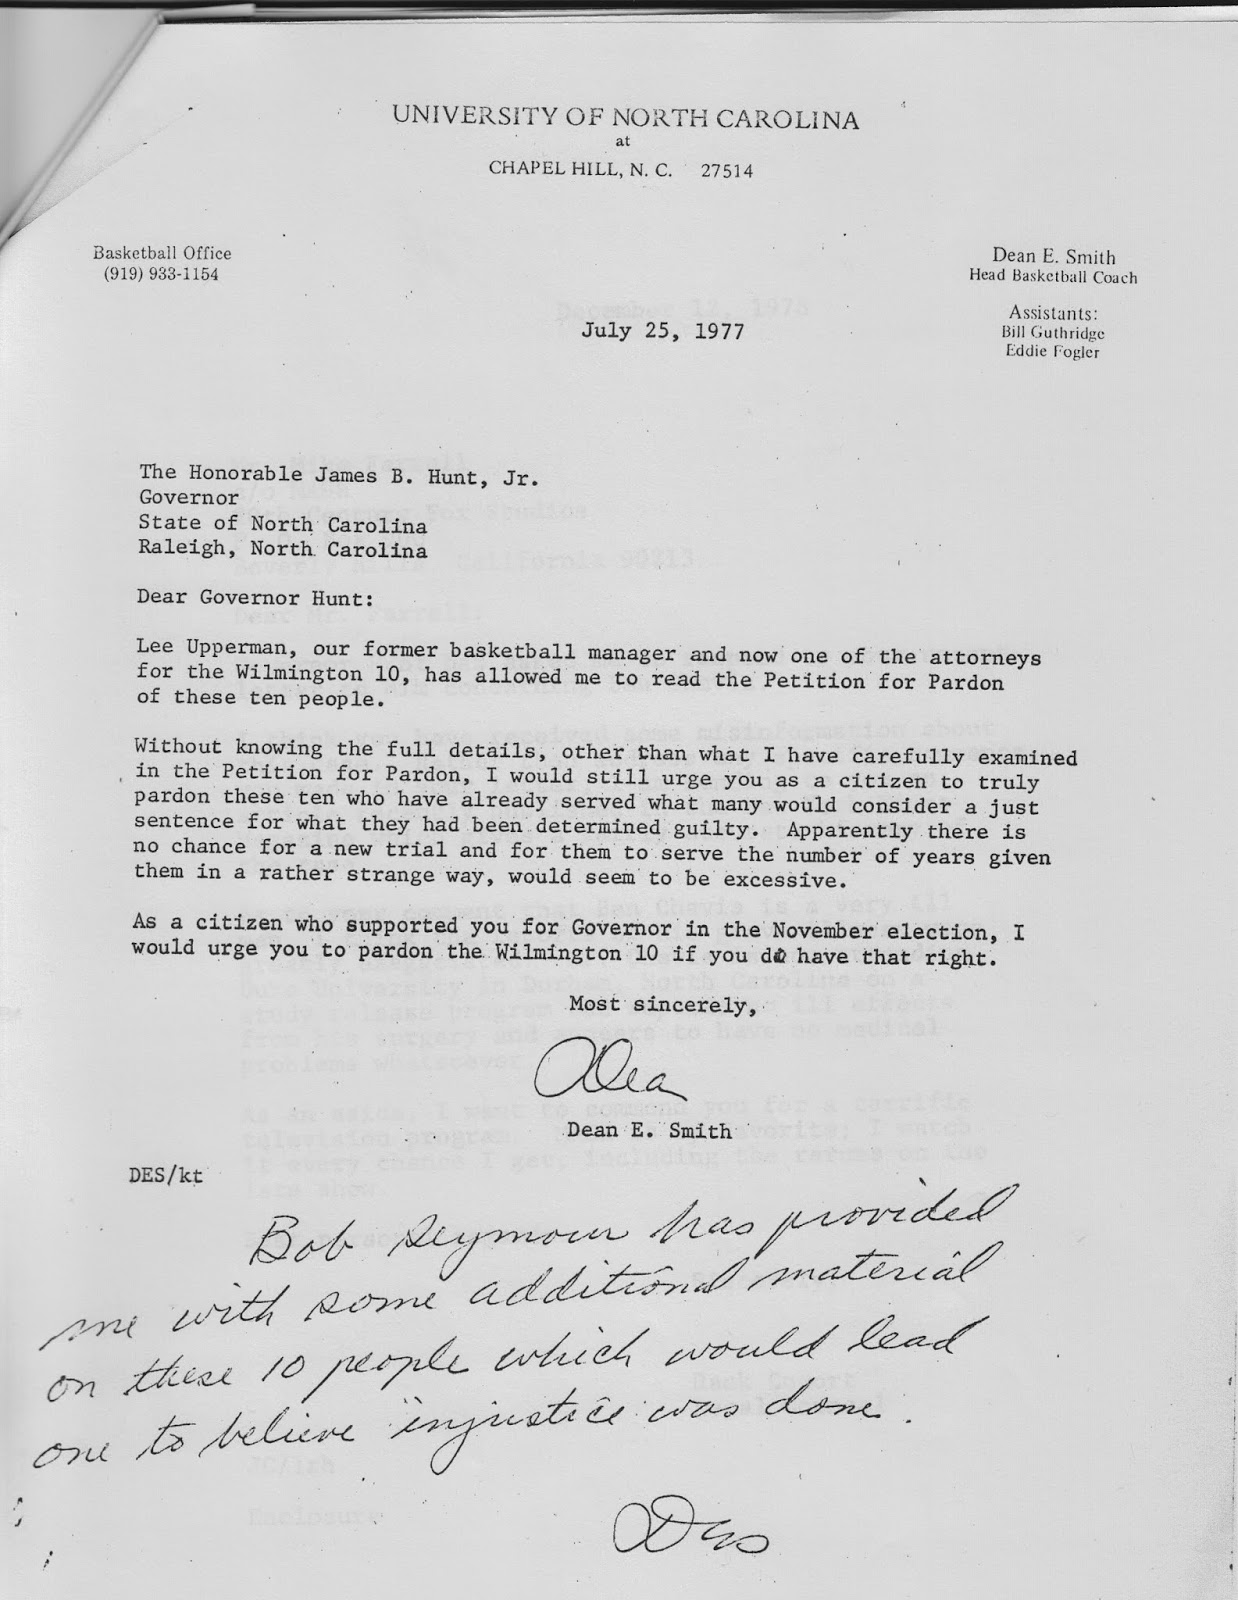 UNIVERSITY OF NORTH CAROLINA
at
CHAPEL HILL, N. C. 27514
Basketball Office
(919) 933-1154
Dean E. Smith
Head Basketball Coach
Assistants:
Bill Guthridge
Eddie Fogler
December 12, 1978
July 25, 1977
The Honorable James B. Hunt, Jr.
Governor
State of North Carolina
Raleigh, North Carolina
Dear Governor Hunt:
Lee Upperman, our former basketball manager and now one of the attorneys
for the Wilmington 10, has allowed me to read the Petition for Pardon
of these ten people.
Without knowing the full details, other than what I have carefully examined
in the Petition for Pardon, I would still urge you as a citizen to truly
pardon these ten who have already served what many would consider a just
sentence for what they had been determined guilty. Apparently there is
no chance for a new trial and for them to serve the number of years given
them in a rather strange way, would seem to be excessive.
As a citizen who supported you for Governor in the November election, I
would urge you to pardon the Wilmington 10 if you do have that right.
Most sincerely,
Dean
Dean E. Smith
DES/kt
Bob Seymour has provided
me with some additional material
on these 10 people which would lead
one to believe "injustice" was done.
DES